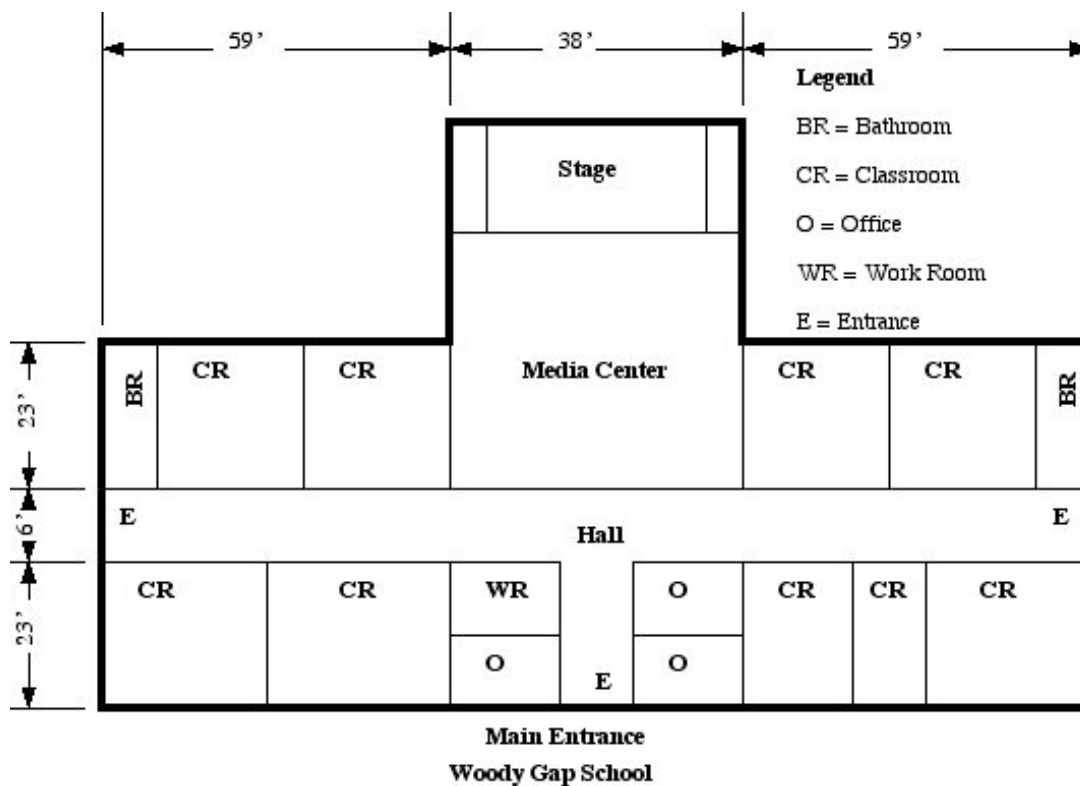 59’ 38’ 59’
Legend
BR = Bathroom
Stage
CR = Classroom
O = Office
WR = Work Room
E = Entrance
23’ BR CR CR Media Center CR CR BR
6’ E Hall E
23’ CR CR WR O CR CR CR
O E O
Main Entrance
Woody Gap School